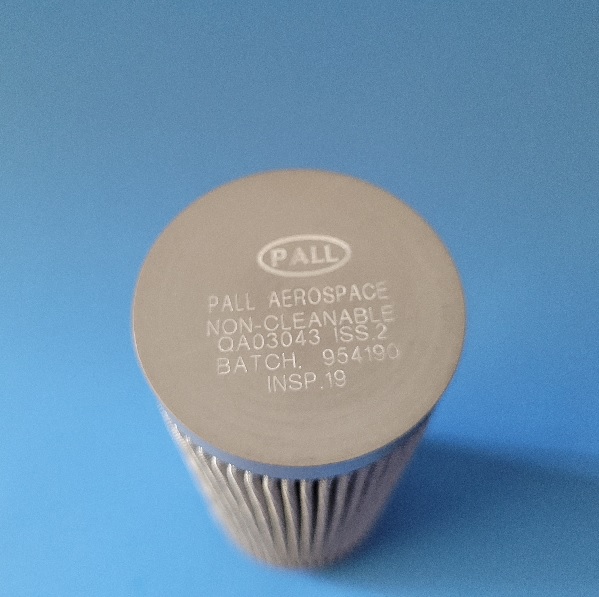 PALL
PALL AEROSPACE
NON-CLEANABLE
QA03043 ISS.2
BATCH. 954190
INSP.19